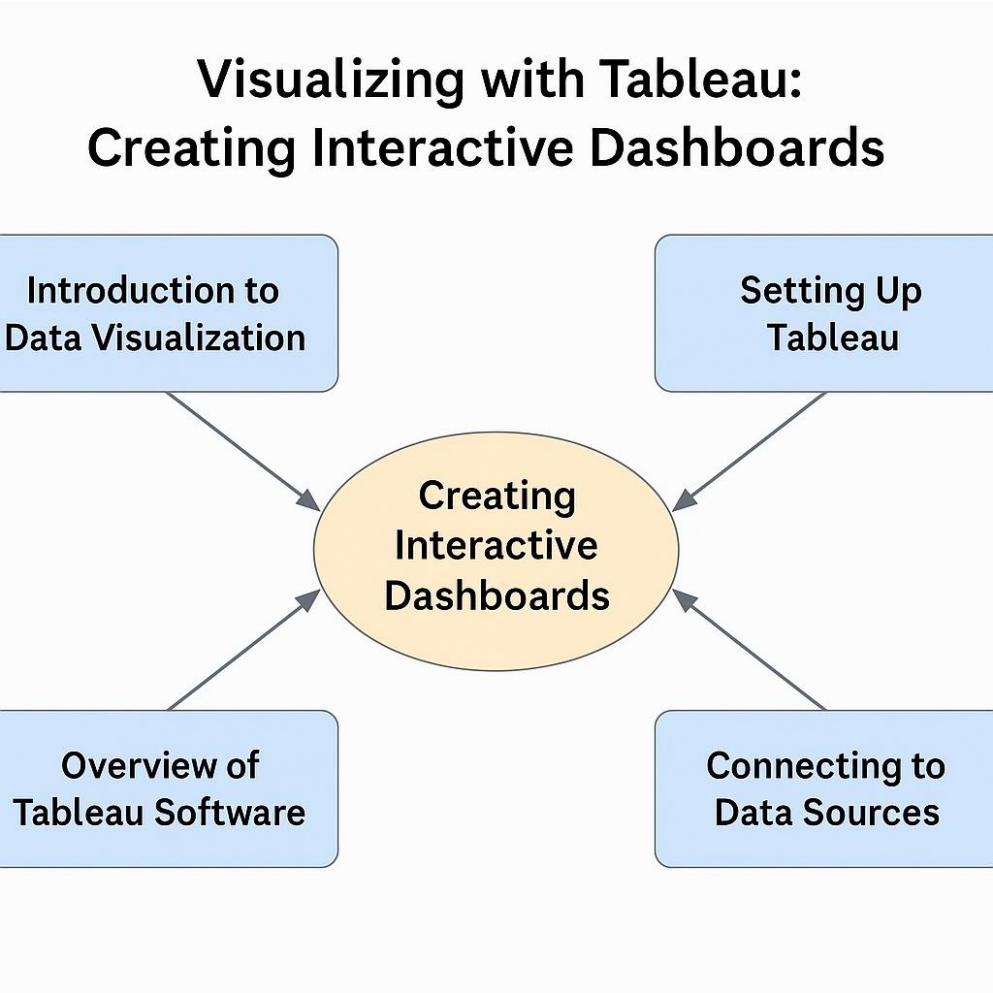 Visualizing with Tableau:
Creating Interactive Dashboards
Introduction to
Data Visualization
Setting Up
Tableau
Creating
Interactive
Dashboards
Overview of
Tableau Software
Connecting to
Data Sources